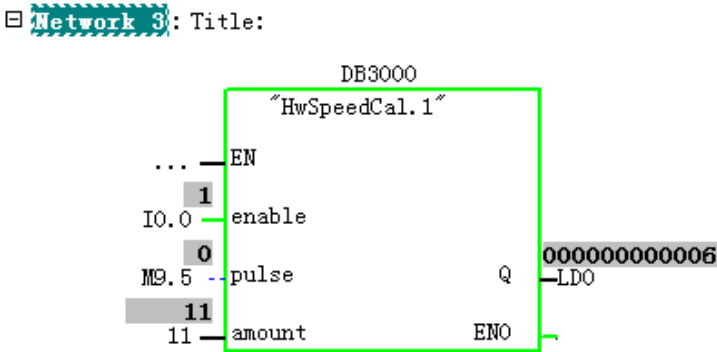 Network 3: Title:
DB3000
"HwSpeedCal.1"
... EN
1
I0.0 enable
0
000000000006
M9.5 pulse Q LD0
11
11 amount ENO